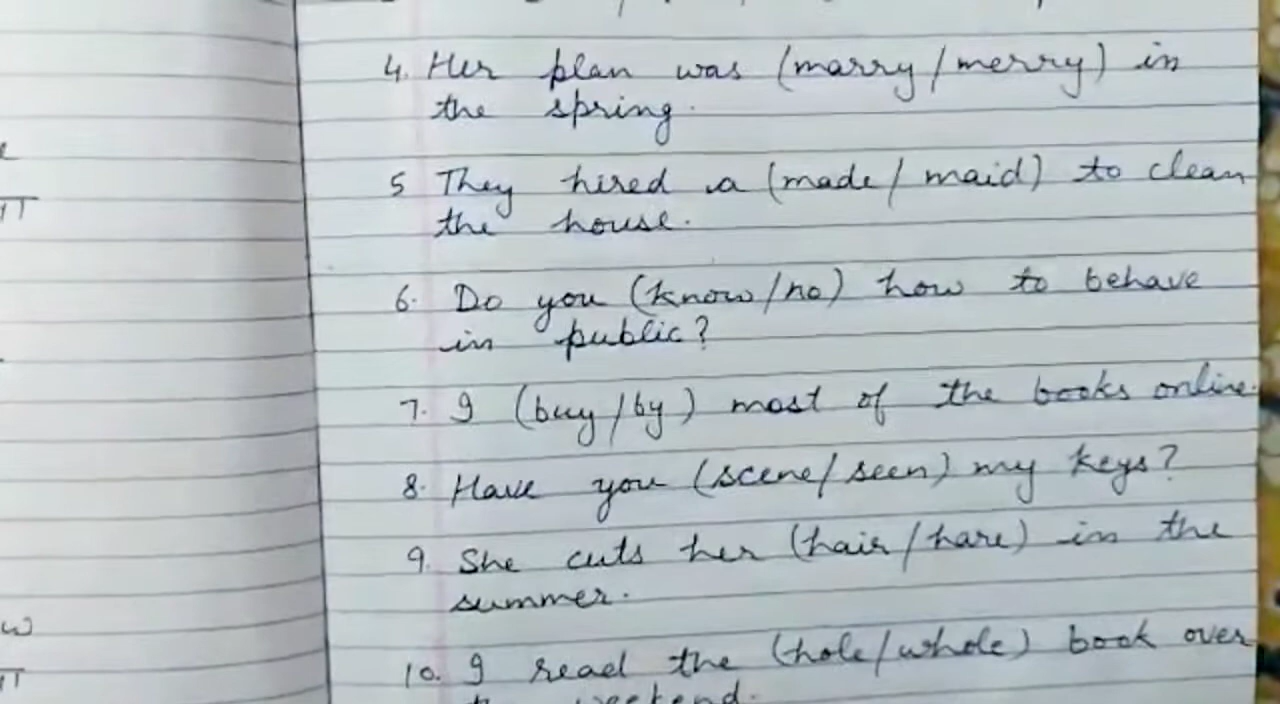 4. Her plan was (marry/merry) in
the spring.
5 They hired a (made/maid) to clean
the house.
6. Do you (know/no) how to behave
in public?
7. I (buy/by) most of the books online.
8. Have you (scene/seen) my keys?
9. She cuts her (hair/hare) in the
summer.
10. I read the (hole/whole) book over